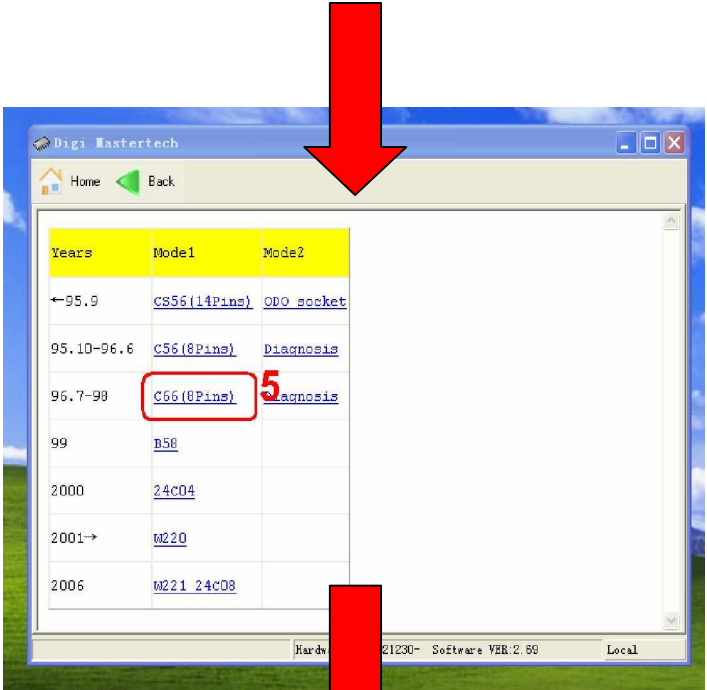 Digi Mastertech
Home Back
Years Mode1 Mode2
←95.9 CS56(14Pins) ODO socket
95.10-96.6 C56(8Pins) Diagnosis
96.7-98 C66(8Pins) 5 Diagnosis
99 B58
2000 24C04
2001→ W220
2006 W221 24C08
21230- Software VER:2.69 Local